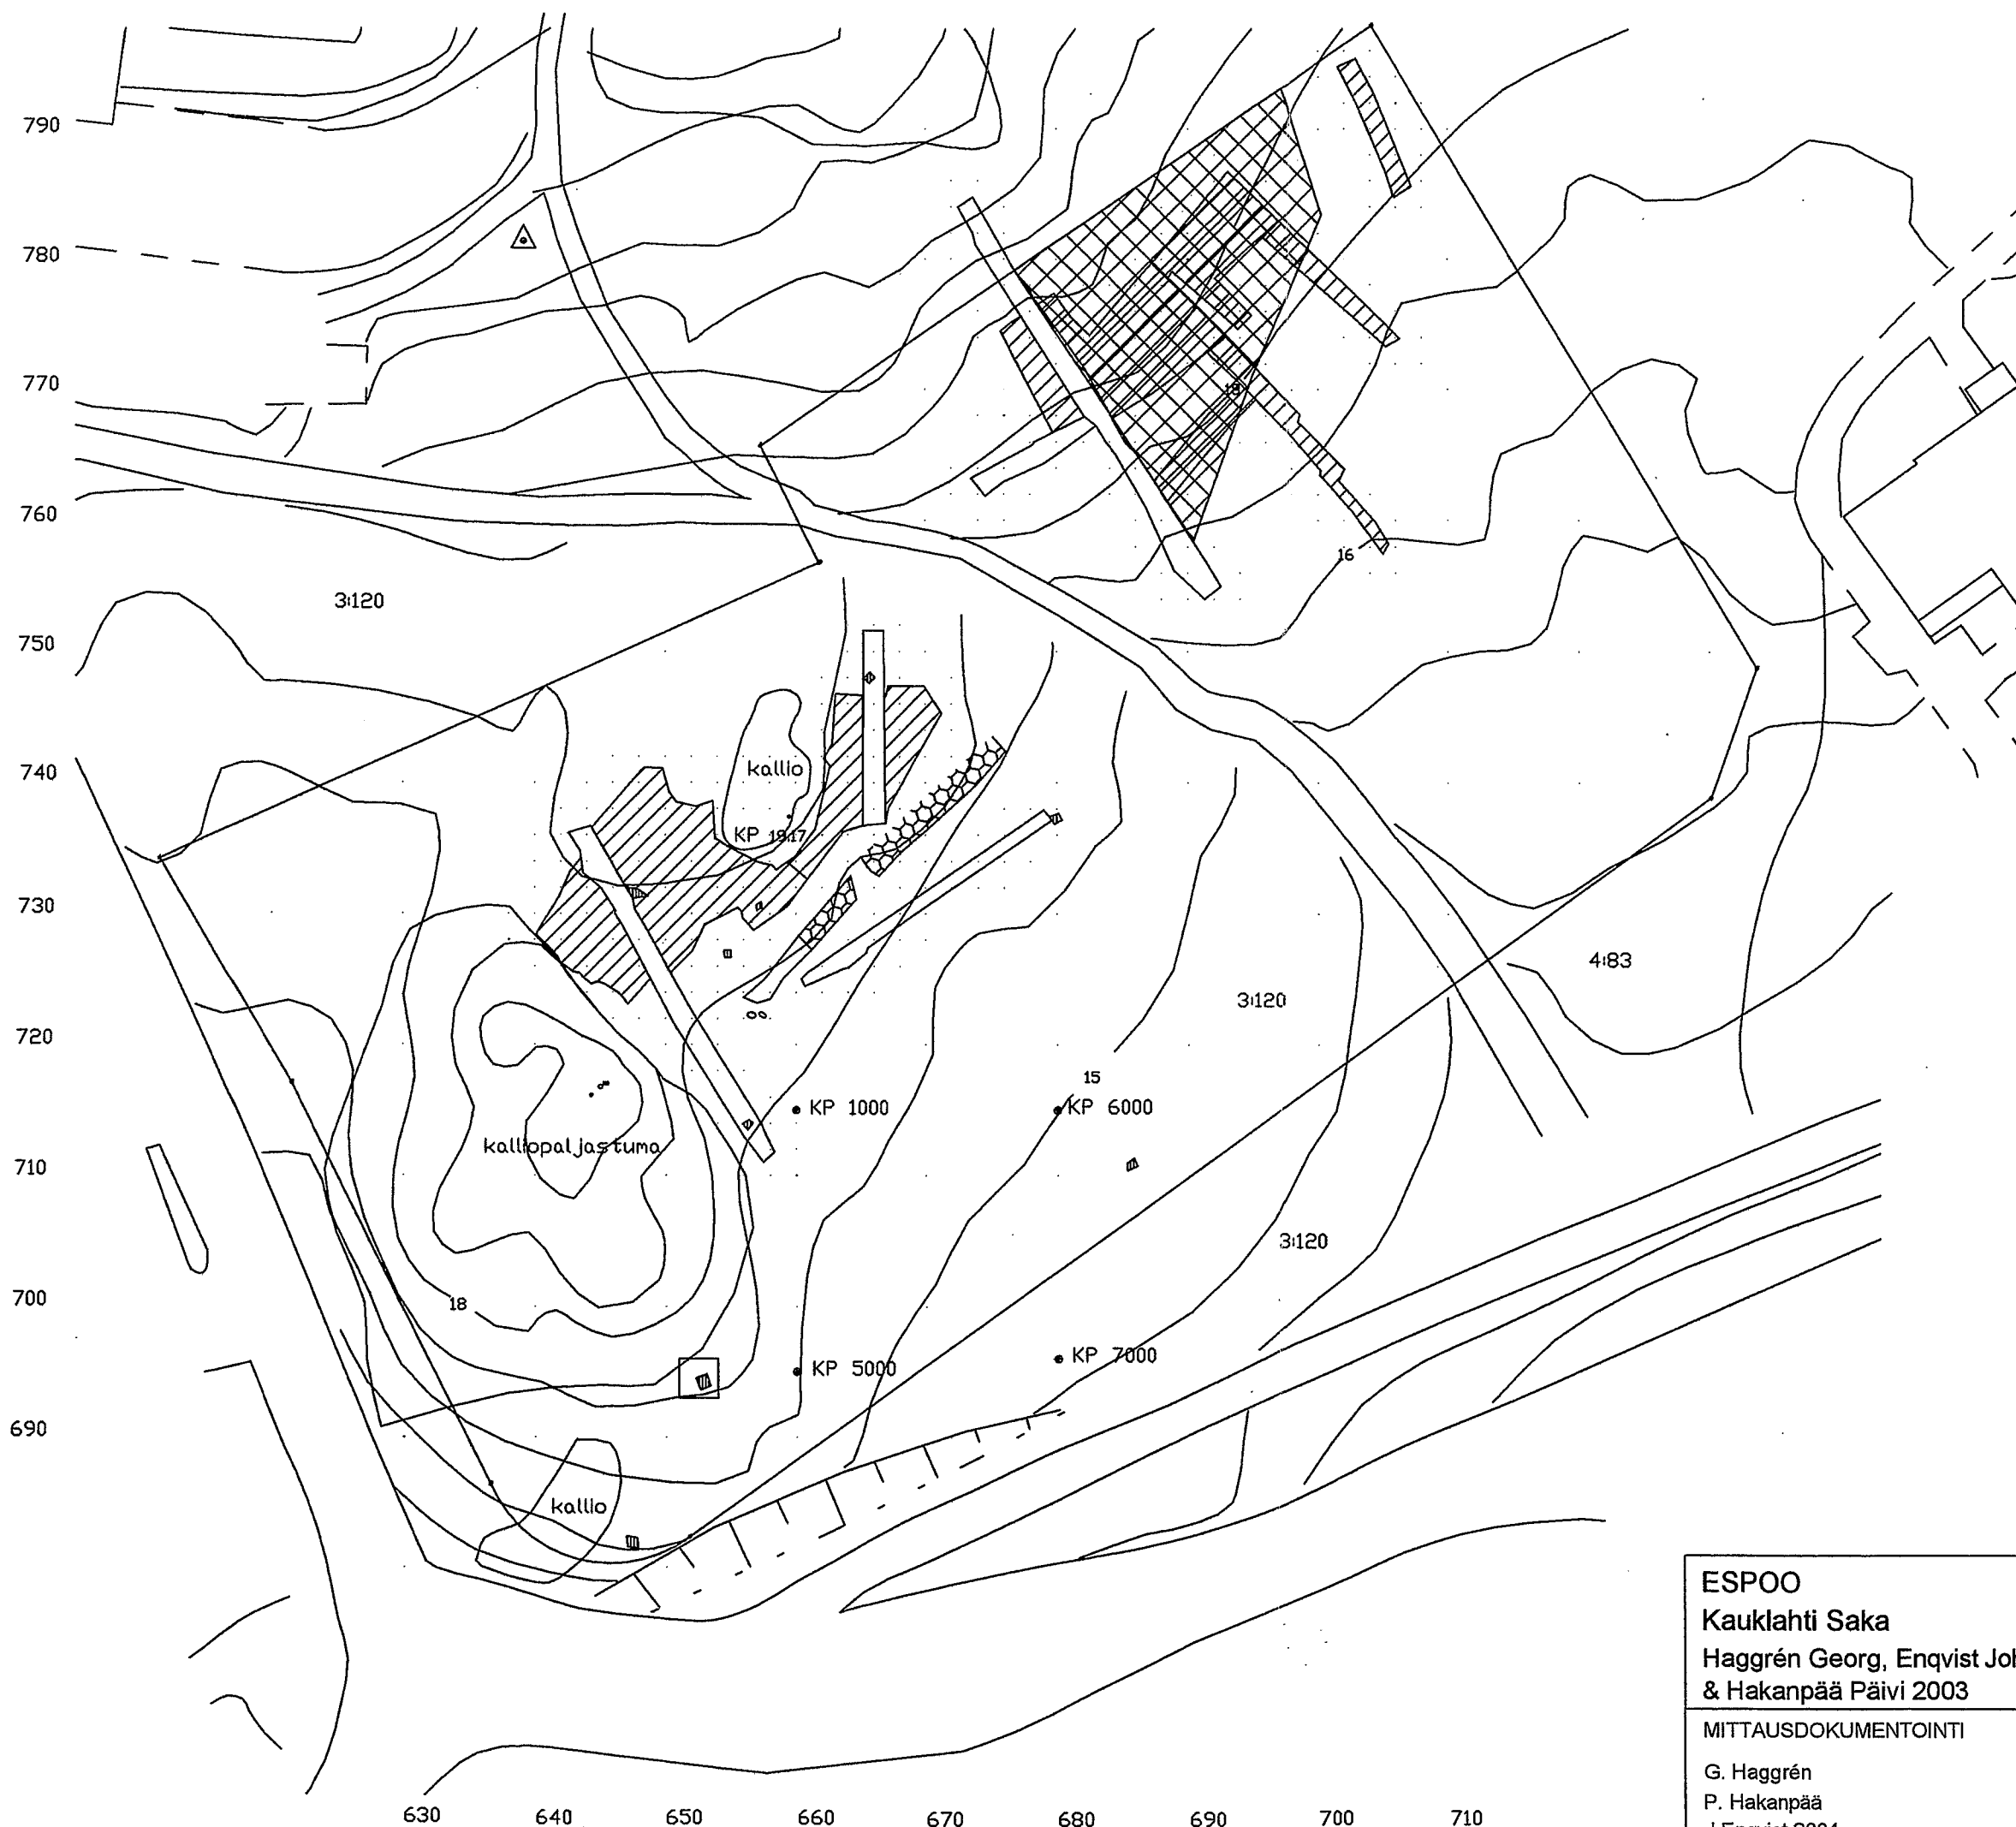 790
780
770
760
750
740
730
720
710
700
690
16
3:120
kallio
KP 19.17
4:83
3:120
15
KP 1000
KP 6000
kalliopaljastuma
3:120
18
KP 5000
KP 7000
kallio
ESPOO
Kauklahti Saka
Haggrén Georg, Enqvist Joh
& Hakanpää Päivi 2003
MITTAUSDOKUMENTOINTI
G. Haggrén
P. Hakanpää
630 640 650 660 670 680 690 700 710